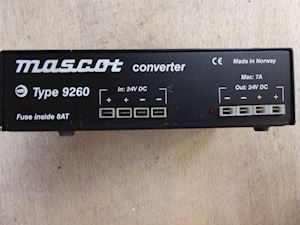 mascot converter
CE Made in Norway
Type 9260
In: 24V DC
+ + − −
Max: 7A
Out: 24V DC
− − + +
Fuse inside 8AT